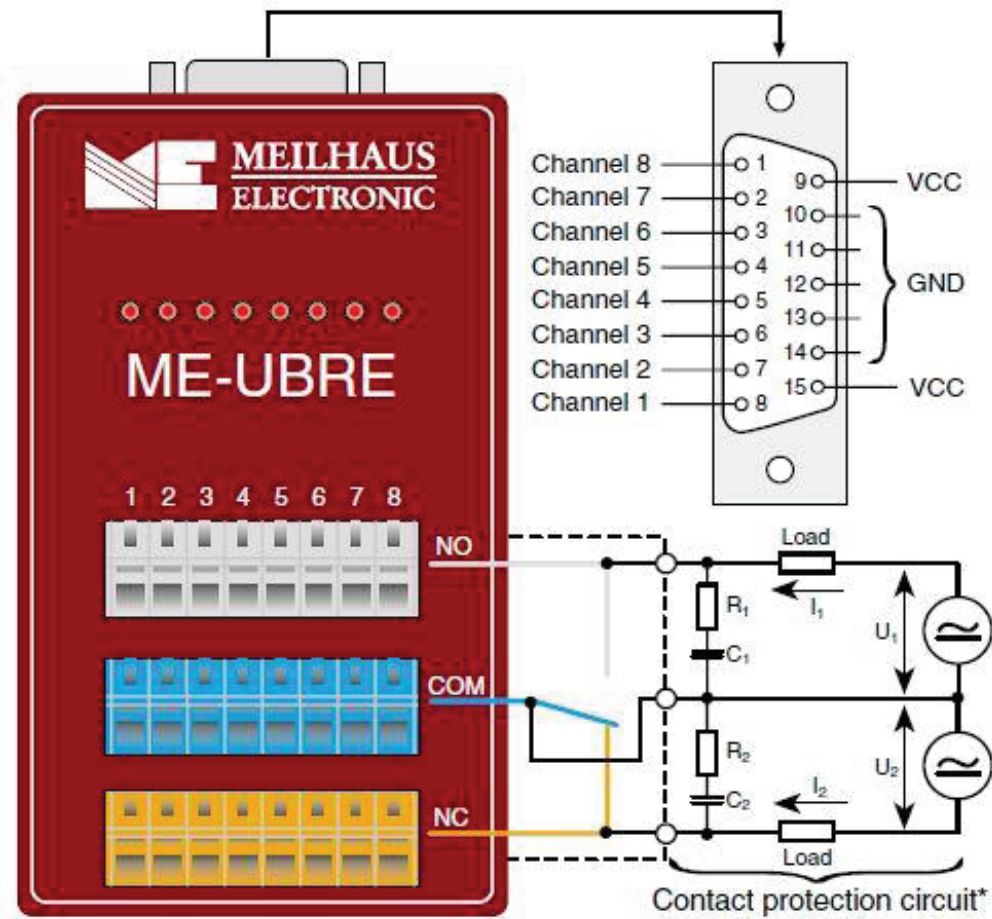 MEILHAUS
ELECTRONIC
ME-UBRE
1 2 3 4 5 6 7 8
NO
COM
NC
Channel 8 1
Channel 7 2
Channel 6 3
Channel 5 4
Channel 4 5
Channel 3 6
Channel 2 7
Channel 1 8
9 VCC
10
11
12 GND
13
14
15 VCC
Load
R₁
I₁
U₁
C₁
R₂
U₂
C₂
I₂
Load
Contact protection circuit*